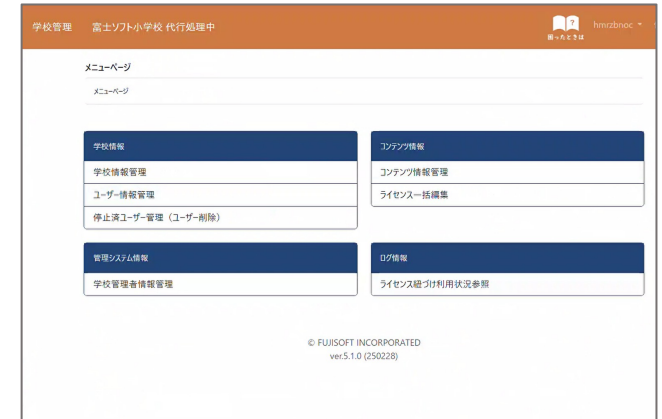 学校管理 富士ソフト小学校 代行処理中
?
困ったときは
hmrzbnoc
メニューページ
メニューページ
学校情報
学校情報管理
ユーザー情報管理
停止済ユーザー管理（ユーザー削除）
コンテンツ情報
コンテンツ情報管理
ライセンス一括編集
管理システム情報
学校管理者情報管理
ログ情報
ライセンス紐づけ利用状況参照
© FUJISOFT INCORPORATED
ver.5.1.0 (250228)